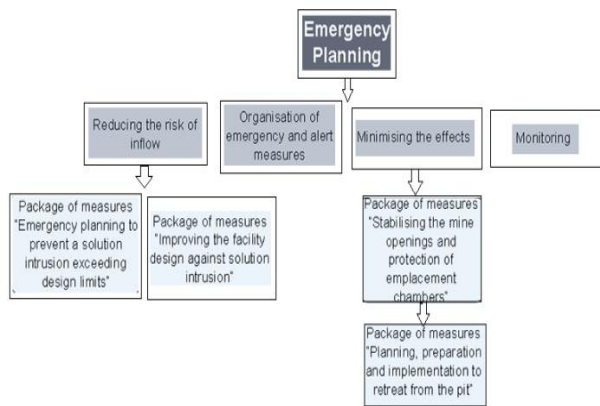 Emergency
Planning
Reducing the risk of
inflow
Organisation of
emergency and alert
measures
Minimising the effects
Monitoring
Package of measures
"Emergency planning to
prevent a solution
intrusion exceeding
design limits"
Package of measures
"Improving the facility
design against solution
intrusion"
Package of measures
"Stabilising the mine
openings and
protection of
emplacement
chambers"
Package of measures
"Planning, preparation
and implementation to
retreat from the pit"